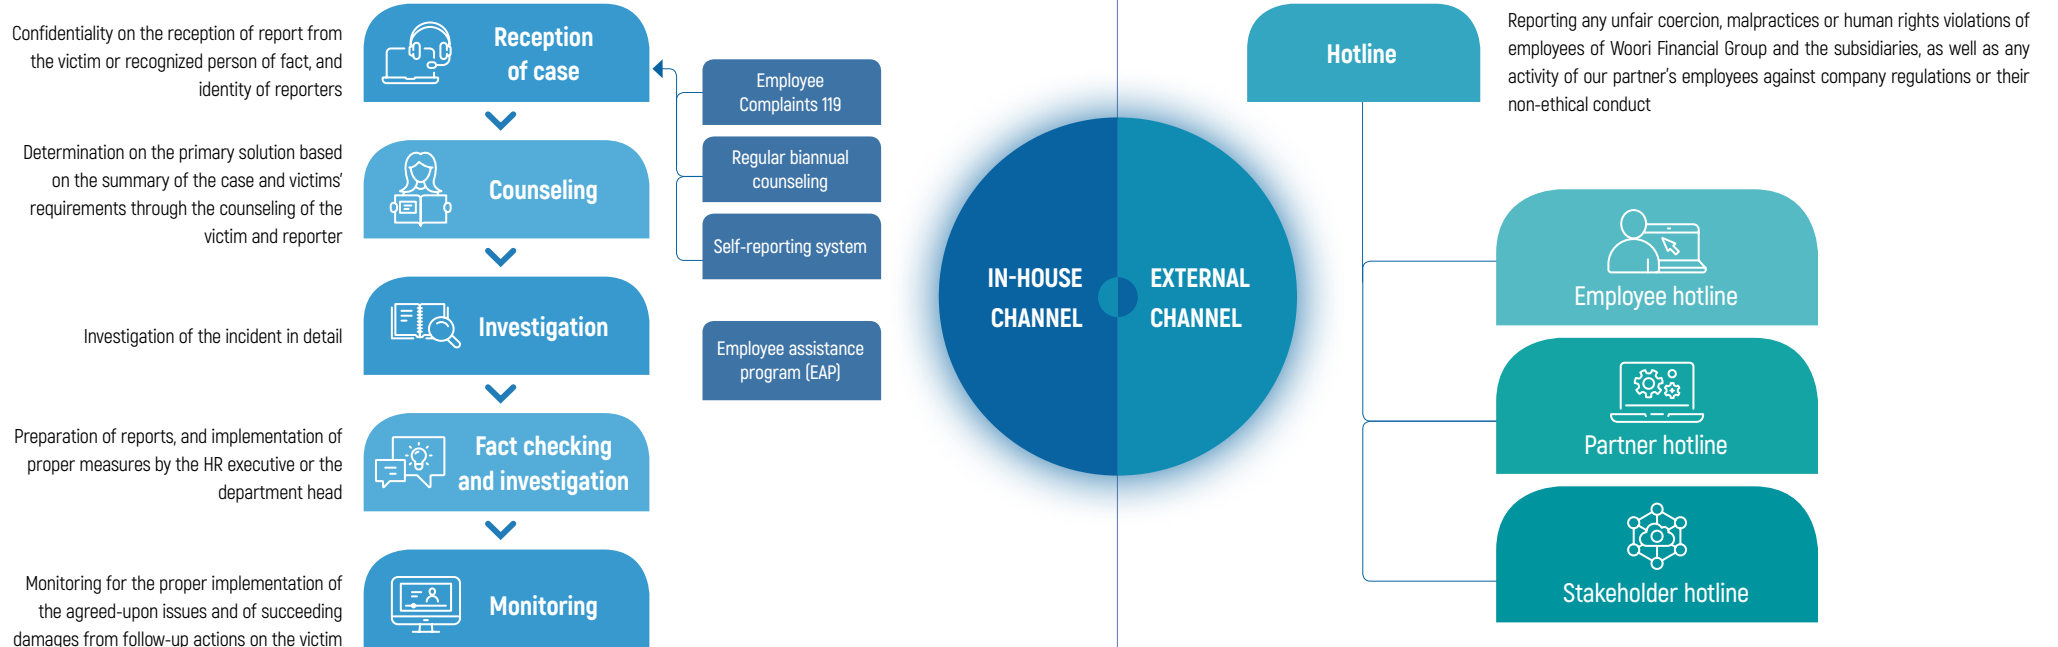 Confidentiality on the reception of report from
the victim or recognized person of fact, and
identity of reporters
Reception
of case
Determination on the primary solution based
on the summary of the case and victims'
requirements through the counseling of the
victim and reporter
Counseling
Investigation of the incident in detail
Investigation
Preparation of reports, and implementation of
proper measures by the HR executive or the
department head
Fact checking
and investigation
Monitoring for the proper implementation of
the agreed-upon issues and of succeeding
damages from follow-up actions on the victim
Monitoring
Employee
Complaints 119
Regular biannual
counseling
Self-reporting system
Employee assistance
program (EAP)
IN-HOUSE
CHANNEL
EXTERNAL
CHANNEL
Hotline
Reporting any unfair coercion, malpractices or human rights violations of
employees of Woori Financial Group and the subsidiaries, as well as any
activity of our partner's employees against company regulations or their
non-ethical conduct
Employee hotline
Partner hotline
Stakeholder hotline